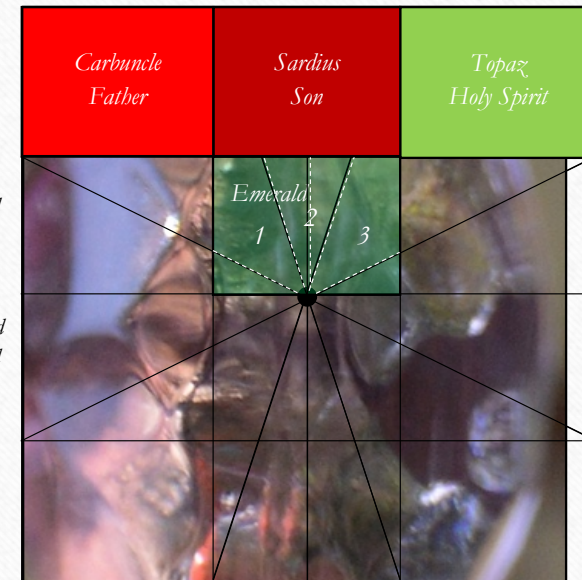 Carbuncle
Father
Sardius
Son
Topaz
Holy Spirit
Emerald
1
2
3